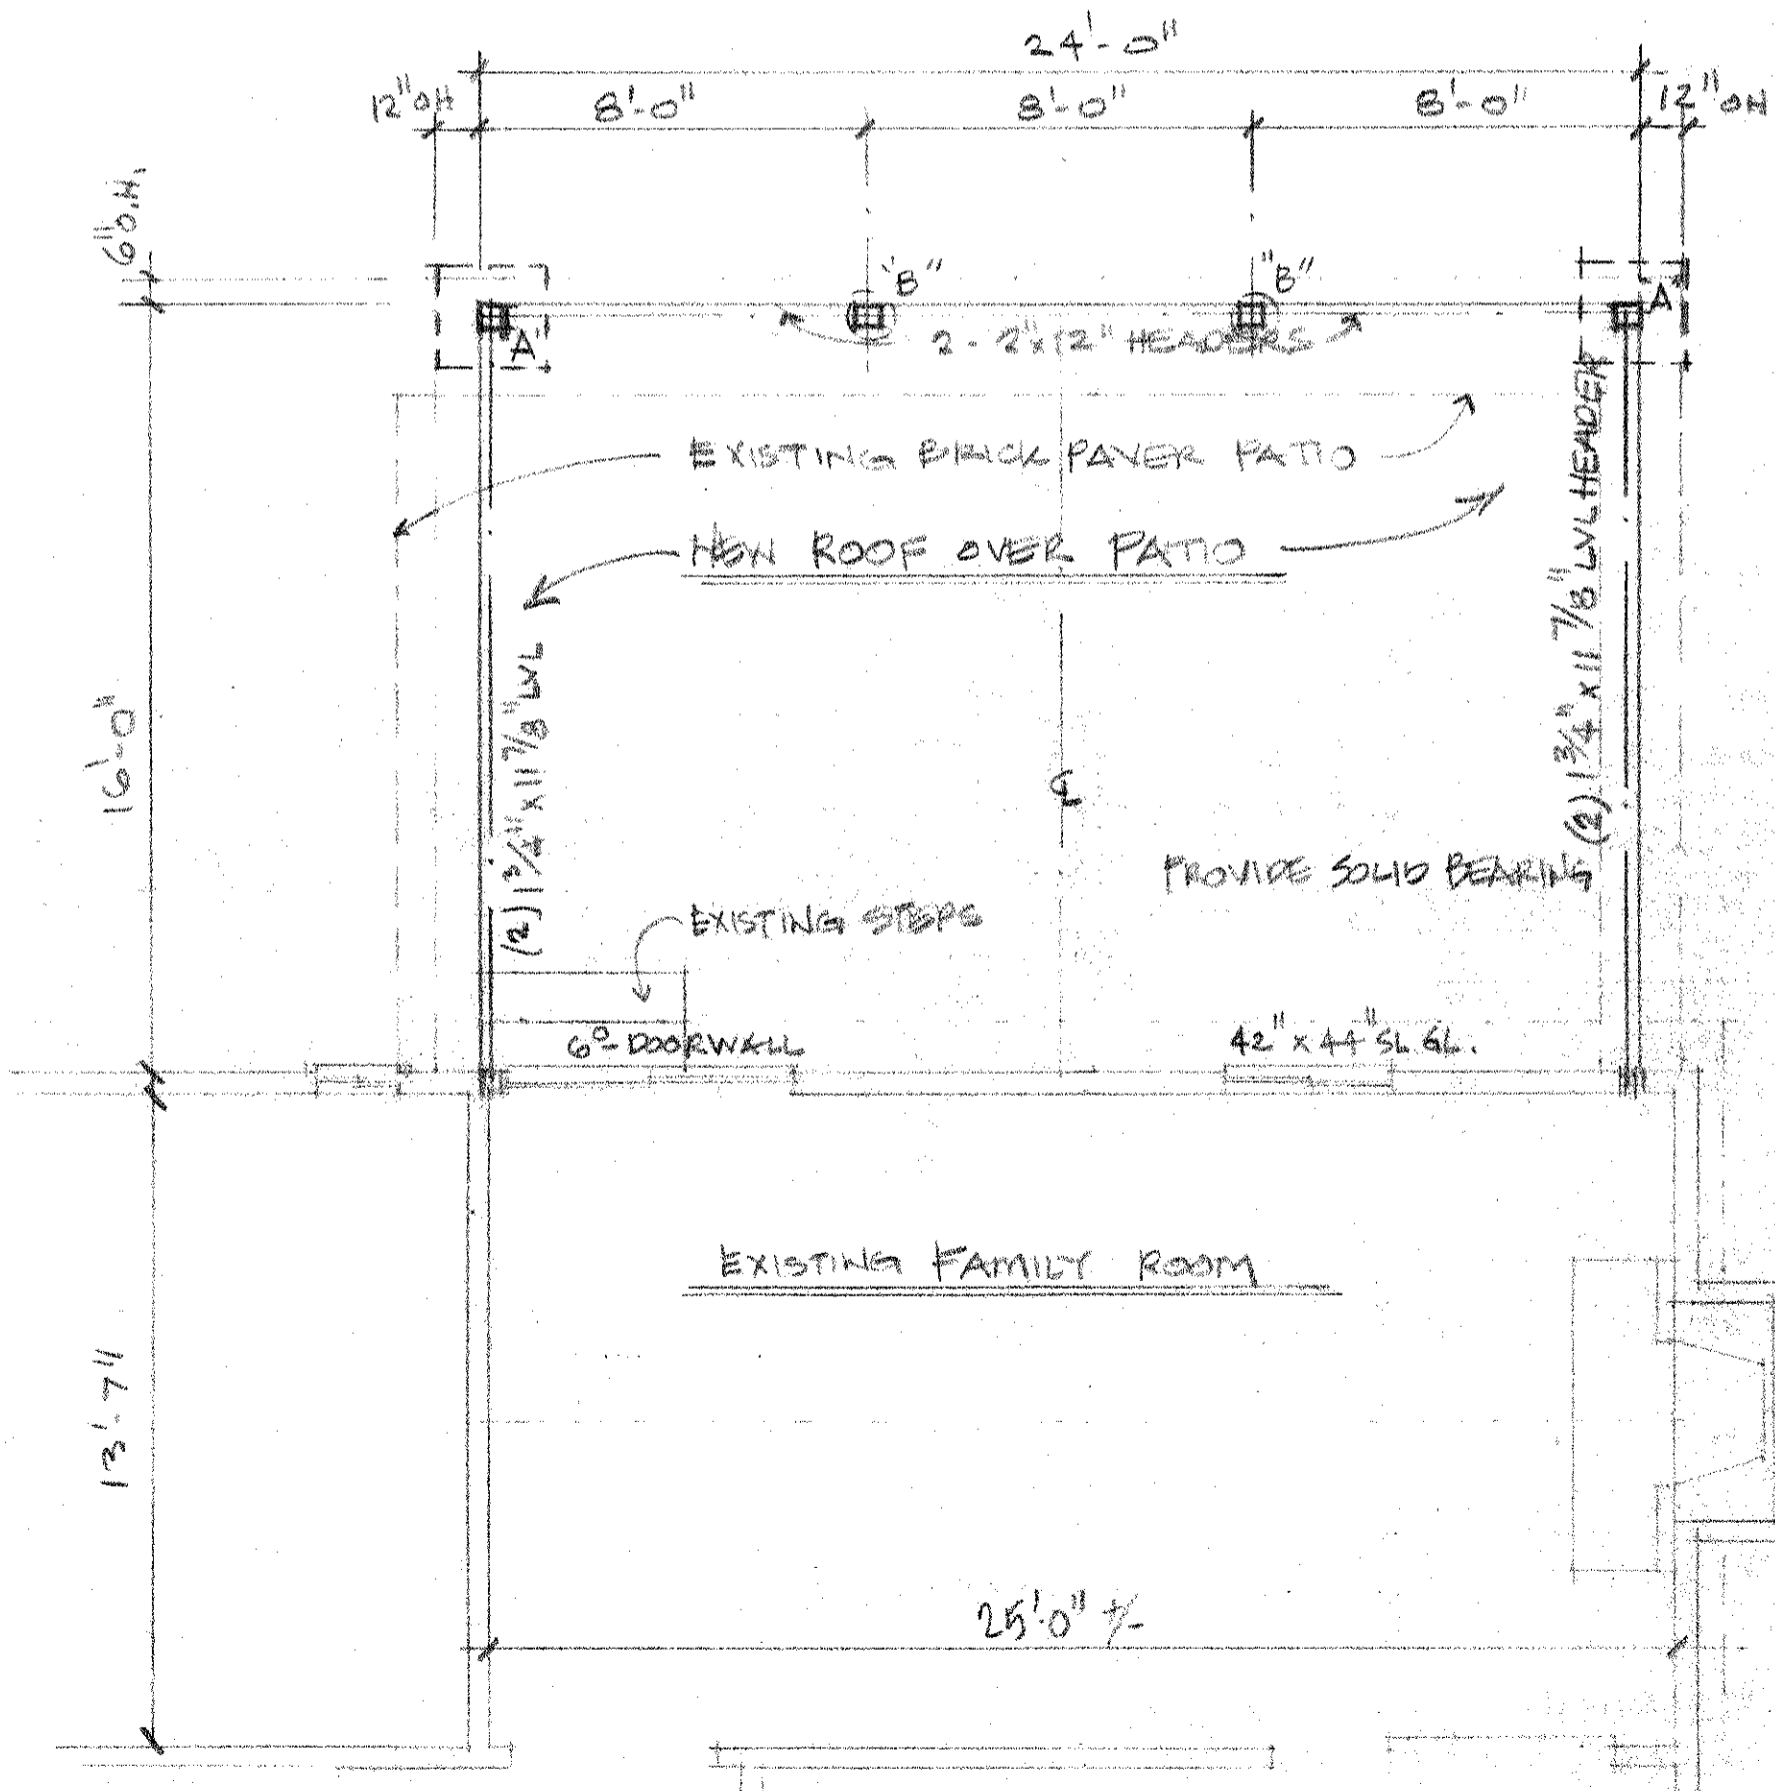 24'-0"
12" OH
8'-0"
8'-0"
8'-0"
12" OH
6" O.H.
"B"
"B"
A
A
2 - 2"x12" HEADERS
EXISTING BRICK PAVER PATIO
NEW ROOF OVER PATIO
16'-0"
(2) 1 3/4" x 11 7/8" LVL
(2) 1 3/4" x 11 7/8" LVL HEADER
℄
PROVIDE SOLID BEARING
EXISTING STEPS
6⁰ DOORWALL
42" x 44" SL. GL.
EXISTING FAMILY ROOM
13'-7"
25'-0" +/-